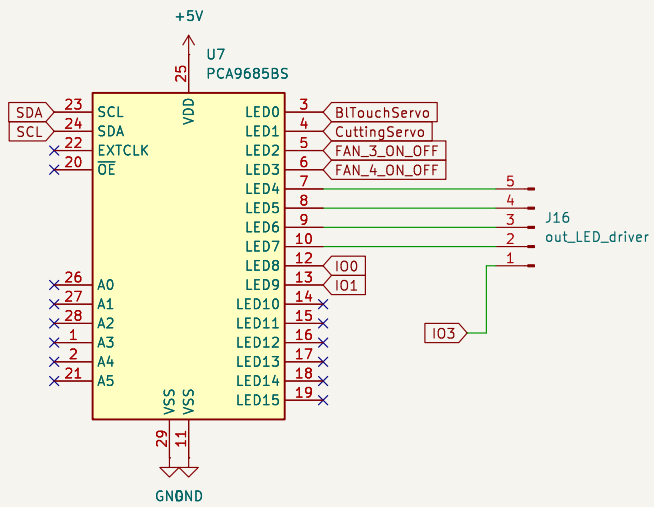 +5V
U7
PCA9685BS
25
VDD
SDA 23 SCL
SCL 24 SDA
22 EXTCLK
20 OE
26 A0
27 A1
28 A2
1 A3
2 A4
21 A5
LED0 3 BlTouchServo
LED1 4 CuttingServo
LED2 5 FAN_3_ON_OFF
LED3 6 FAN_4_ON_OFF
LED4 7 5
LED5 8 4
LED6 9 3
LED7 10 2
LED8 12 IO0 1
LED9 13 IO1
LED10 14
LED11 15
LED12 16
LED13 17
LED14 18
LED15 19
J16
out_LED_driver
IO3
VSS VSS
29 11
GND GND